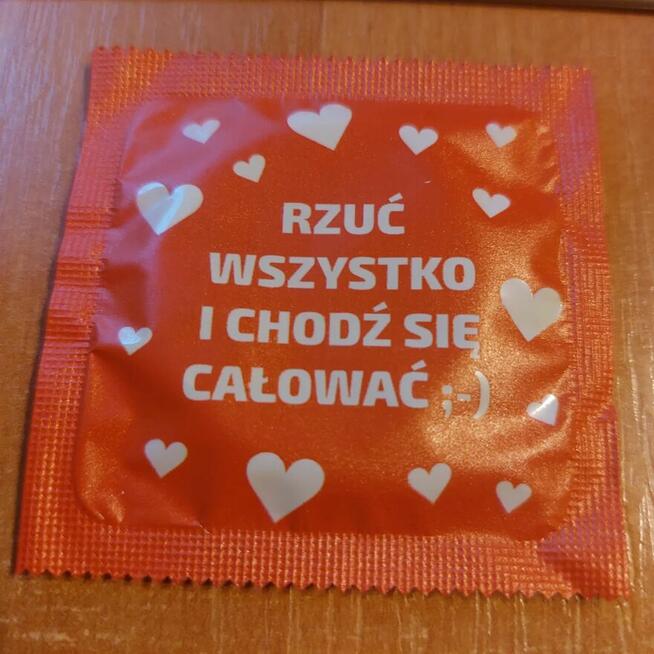 RZUĆ
WSZYSTKO
I CHODŹ SIĘ
CAŁOWAĆ ;-)